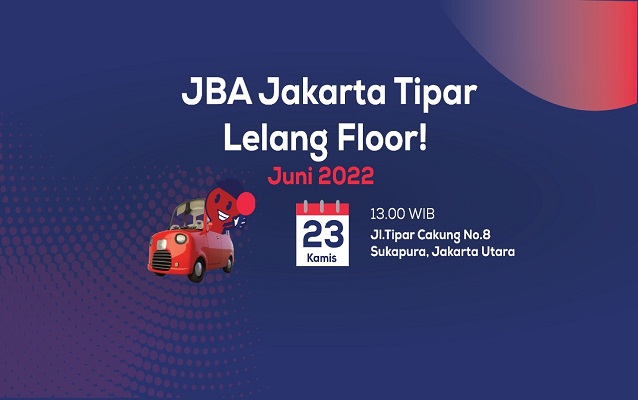 JBA Jakarta Tipar
Lelang Floor!
Juni 2022
23
Kamis
13.00 WIB
Jl.Tipar Cakung No.8
Sukapura, Jakarta Utara